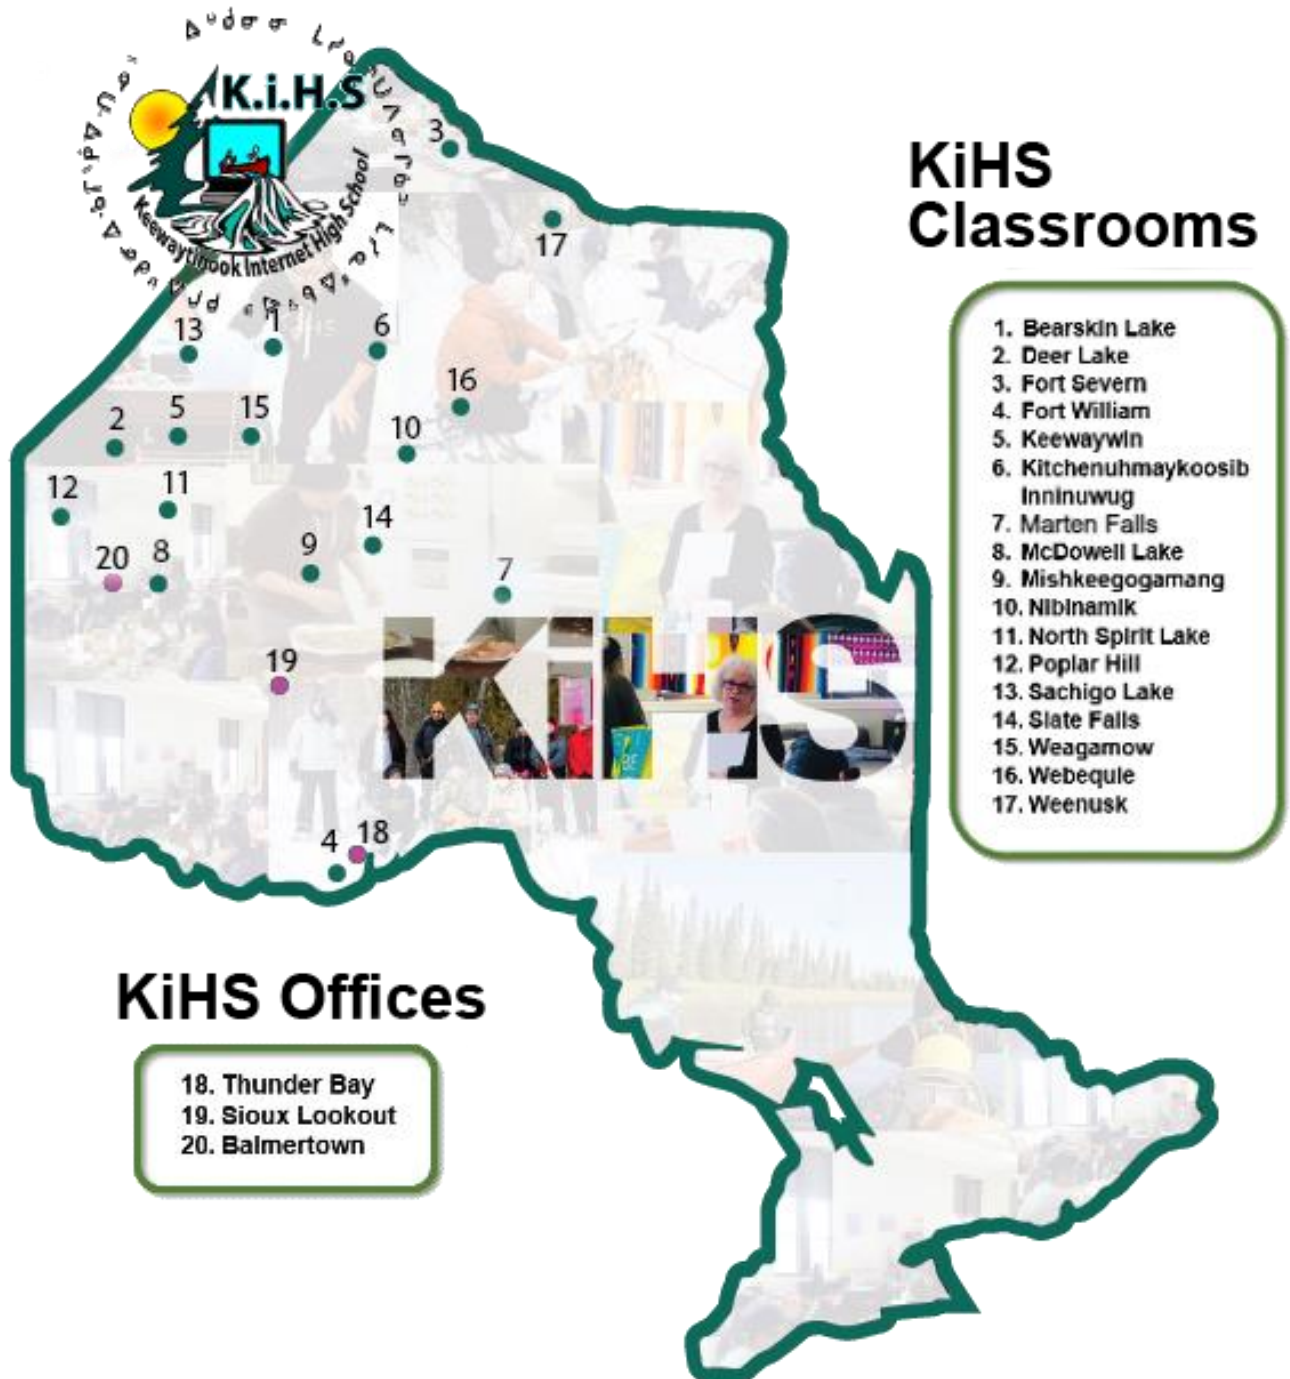 K.i.H.S
Keewaytinook Internet High School
3
17
13
1
6
16
2
5
15
10
12
11
14
20
8
9
7
KiHS
19
4
18
KiHS
Classrooms
1. Bearskin Lake
2. Deer Lake
3. Fort Severn
4. Fort William
5. Keewaywin
6. Kitchenuhmaykoosib
Inninuwug
7. Marten Falls
8. McDowell Lake
9. Mishkeegogamang
10. Nibinamik
11. North Spirit Lake
12. Poplar Hill
13. Sachigo Lake
14. Slate Falls
15. Weagamow
16. Webequie
17. Weenusk
KiHS Offices
18. Thunder Bay
19. Sioux Lookout
20. Balmertown